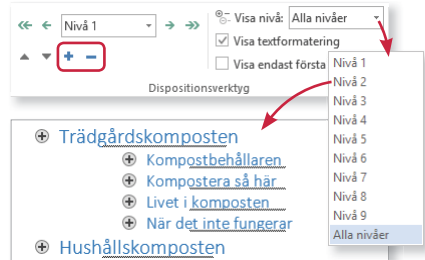 Nivå 1
Visa nivå: Alla nivåer
Visa textformatering
Visa endast första
Dispositionsverktyg
Nivå 1
Nivå 2
Nivå 3
Nivå 4
Nivå 5
Nivå 6
Nivå 7
Nivå 8
Nivå 9
Alla nivåer
Trädgårdskomposten
Kompostbehållaren
Kompostera så här
Livet i komposten
När det inte fungerar
Hushållskomposten